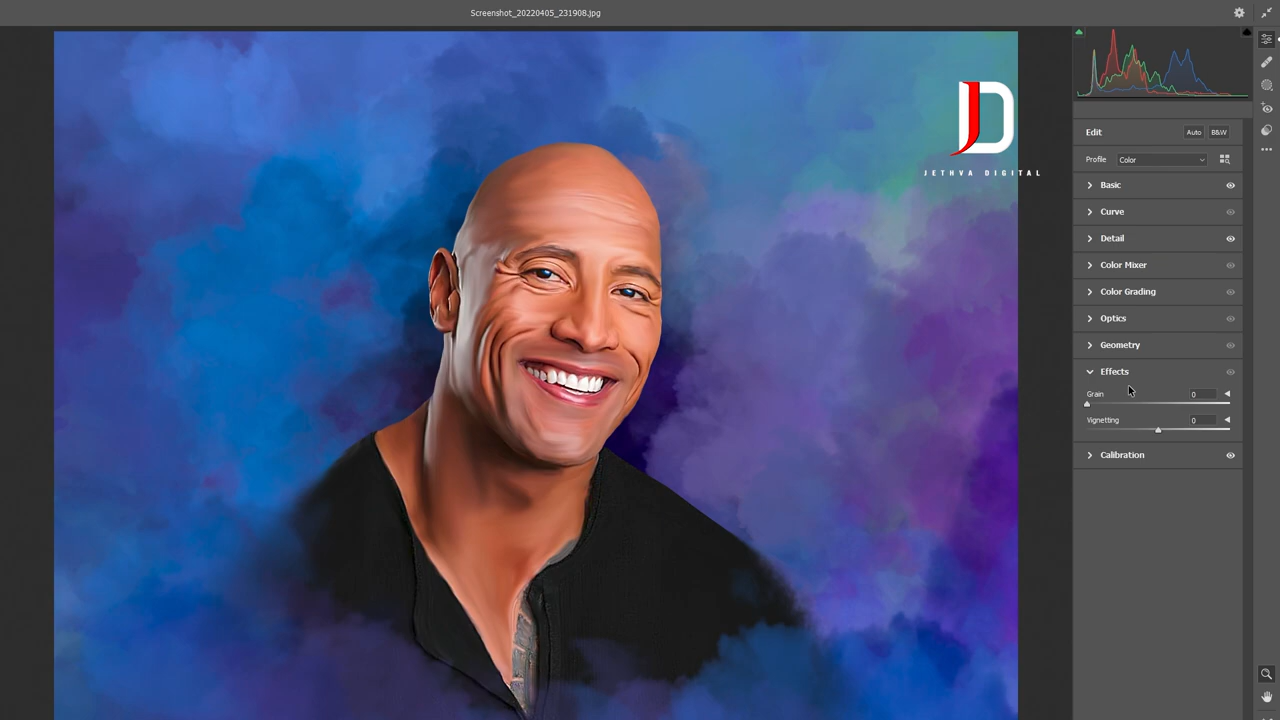 Screenshot_20220405_231908.jpg
JD
JETHVA DIGITAL
Edit
Auto
B&W
Profile
Color
Basic
Curve
Detail
Color Mixer
Color Grading
Optics
Geometry
Effects
Grain
0
Vignetting
0
Calibration